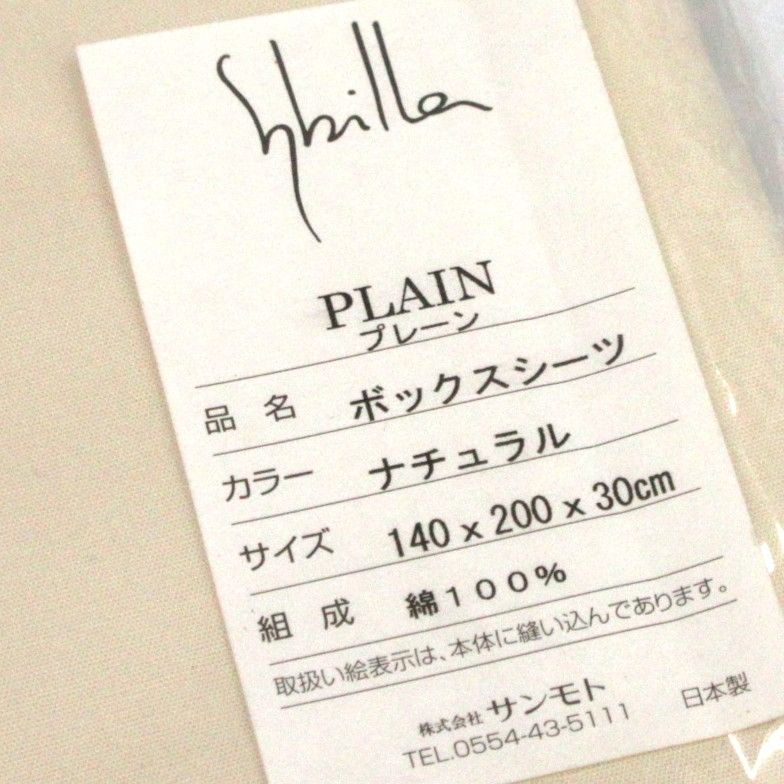 Sybilla
PLAIN
プレーン
品 名 ボックスシーツ
カラー ナチュラル
サイズ 140 x 200 x 30cm
組 成 綿100%
取扱い絵表示は、本体に縫い込んであります。
株式会社 サンモト
TEL.0554-43-5111 日本製